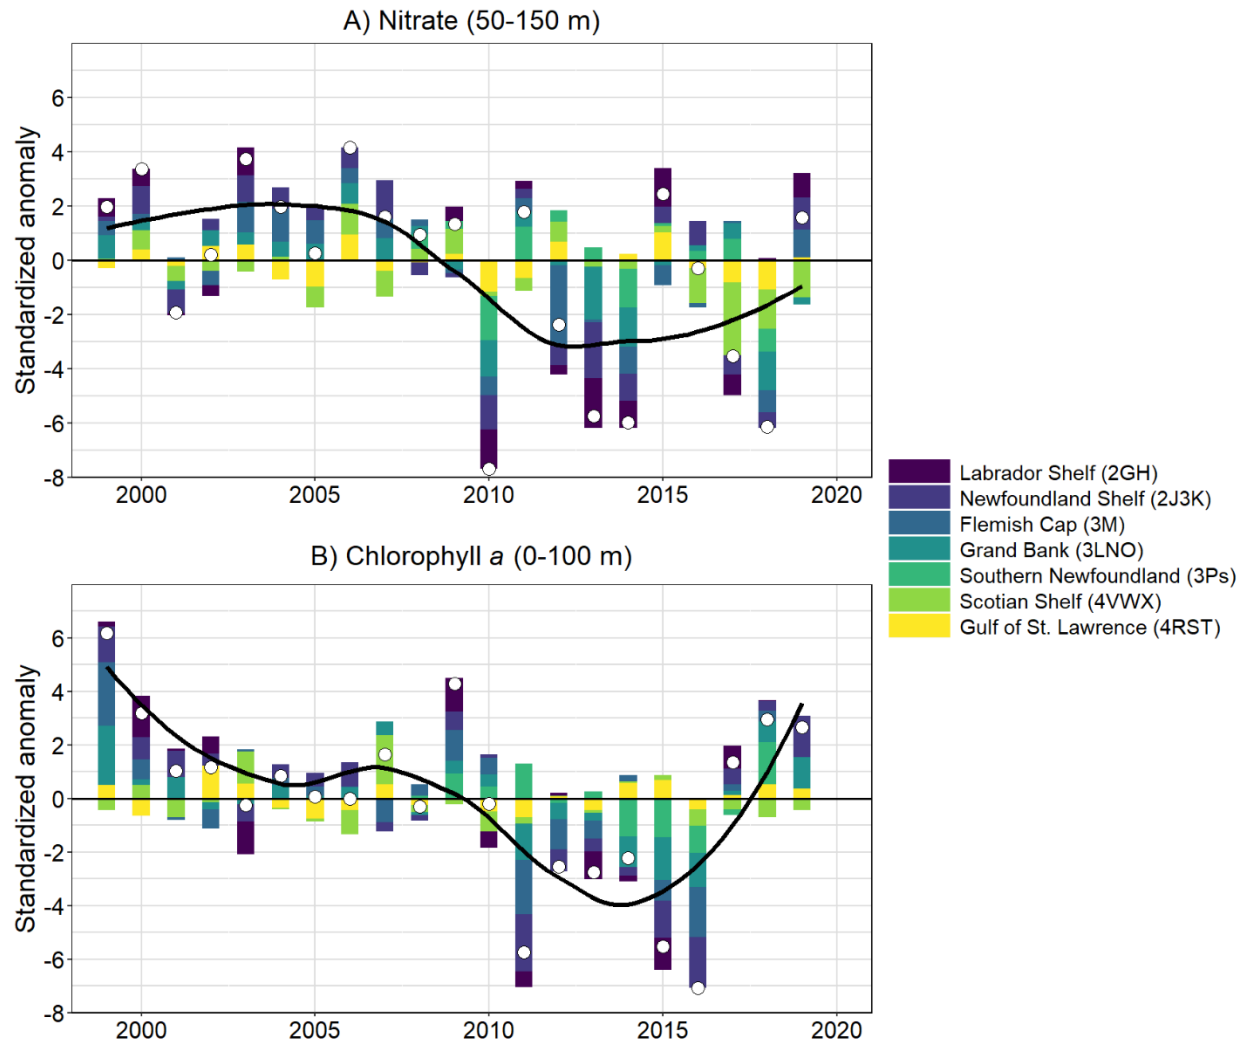 A) Nitrate (50-150 m)
Standardized anomaly
6
4
2
0
-2
-4
-6
-8
2000
2005
2010
2015
2020
Labrador Shelf (2GH)
Newfoundland Shelf (2J3K)
Flemish Cap (3M)
Grand Bank (3LNO)
Southern Newfoundland (3Ps)
Scotian Shelf (4VWX)
Gulf of St. Lawrence (4RST)
B) Chlorophyll a (0-100 m)
Standardized anomaly
6
4
2
0
-2
-4
-6
-8
2000
2005
2010
2015
2020